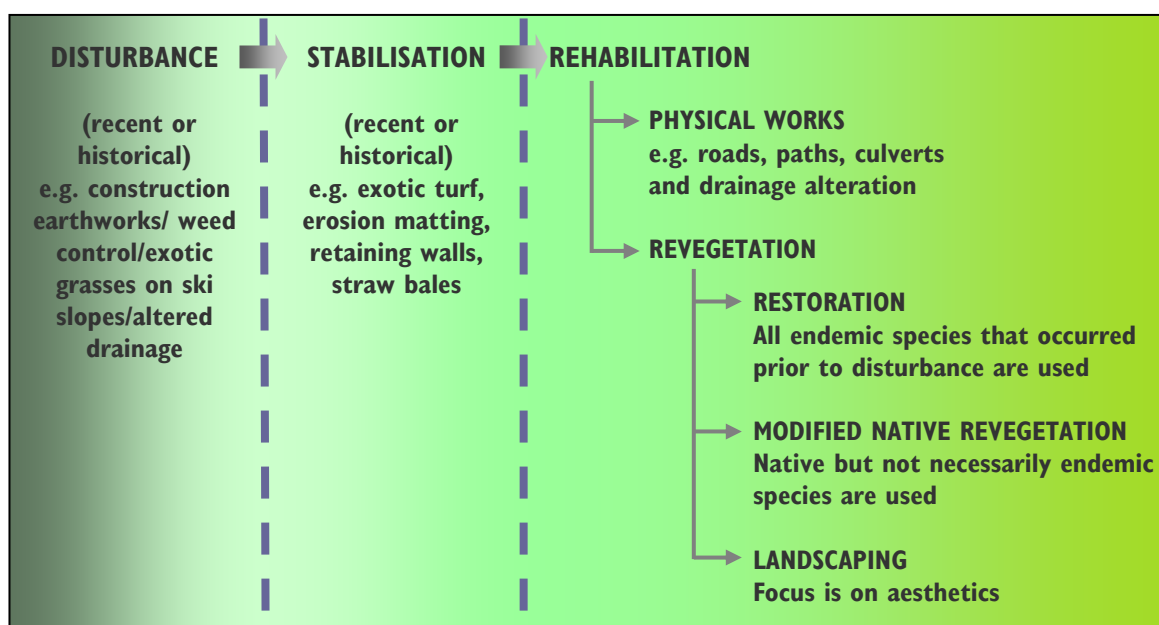 DISTURBANCE
(recent or
historical)
e.g. construction
earthworks/ weed
control/exotic
grasses on ski
slopes/altered
drainage
STABILISATION
(recent or
historical)
e.g. exotic turf,
erosion matting,
retaining walls,
straw bales
REHABILITATION
PHYSICAL WORKS
e.g. roads, paths, culverts
and drainage alteration
REVEGETATION
RESTORATION
All endemic species that occurred
prior to disturbance are used
MODIFIED NATIVE REVEGETATION
Native but not necessarily endemic
species are used
LANDSCAPING
Focus is on aesthetics